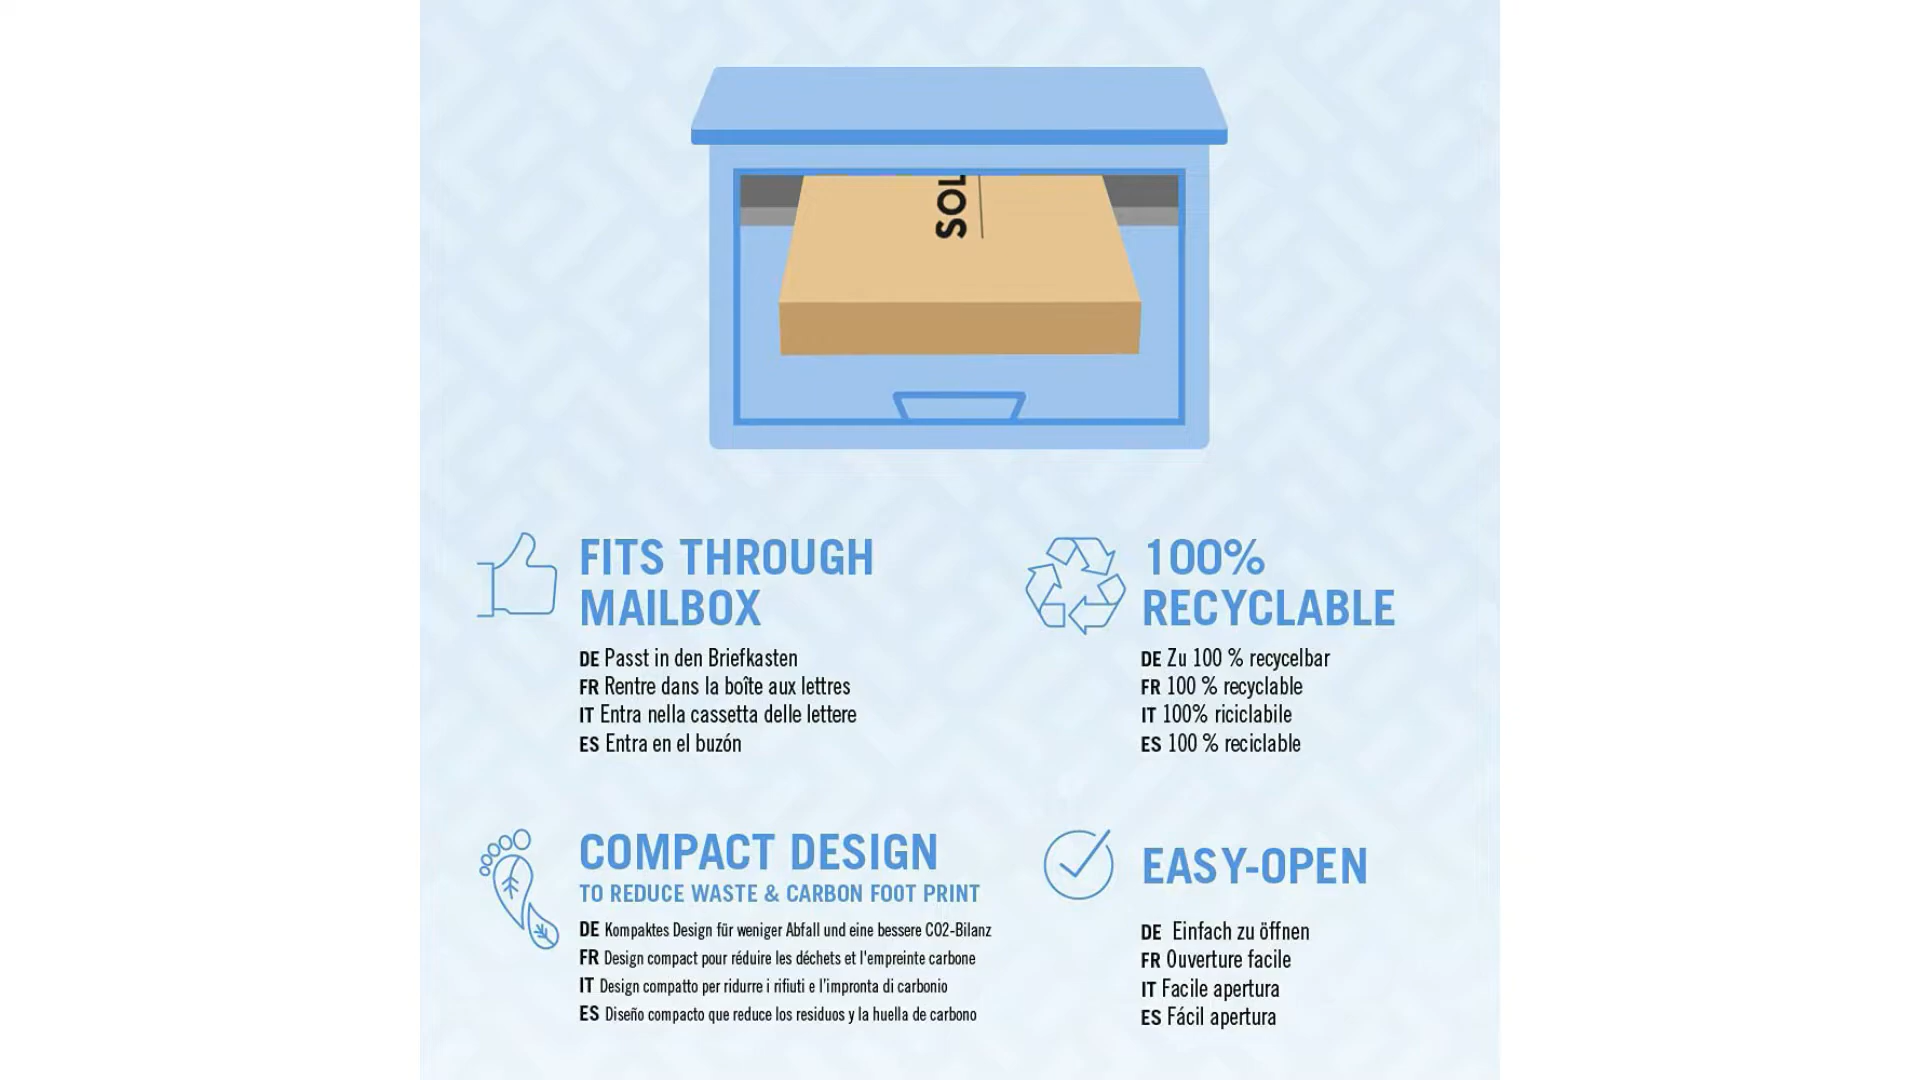 SOL
FITS THROUGH
MAILBOX
DE Passt in den Briefkasten
FR Rentre dans la boîte aux lettres
IT Entra nella cassetta delle lettere
ES Entra en el buzón
100%
RECYCLABLE
DE Zu 100 % recycelbar
FR 100 % recyclable
IT 100% riciclabile
ES 100 % reciclable
COMPACT DESIGN
TO REDUCE WASTE & CARBON FOOT PRINT
DE Kompaktes Design für weniger Abfall und eine bessere CO2-Bilanz
FR Design compact pour réduire les déchets et l'empreinte carbone
IT Design compatto per ridurre i rifiuti e l'impronta di carbonio
ES Diseño compacto que reduce los residuos y la huella de carbono
EASY-OPEN
DE Einfach zu öffnen
FR Ouverture facile
IT Facile apertura
ES Fácil apertura